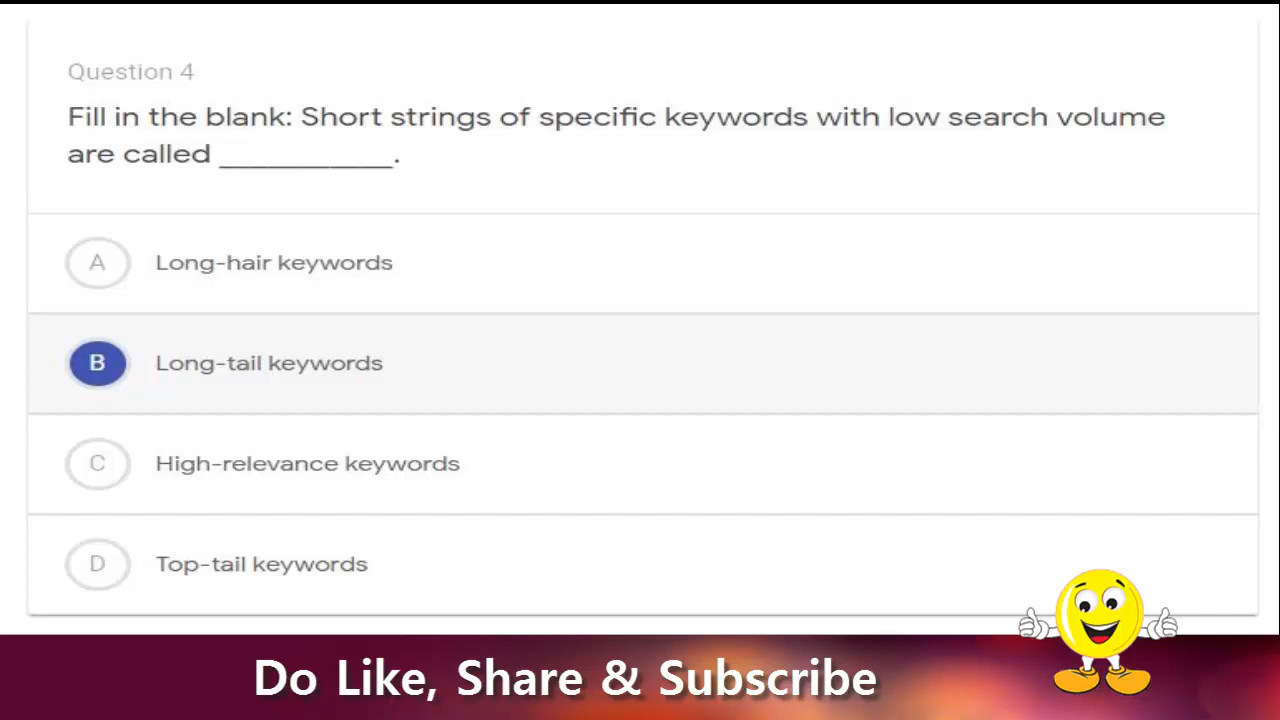 Question 4
Fill in the blank: Short strings of specific keywords with low search volume
are called ____________.
A Long-hair keywords
B Long-tail keywords
C High-relevance keywords
D Top-tail keywords
Do Like, Share & Subscribe